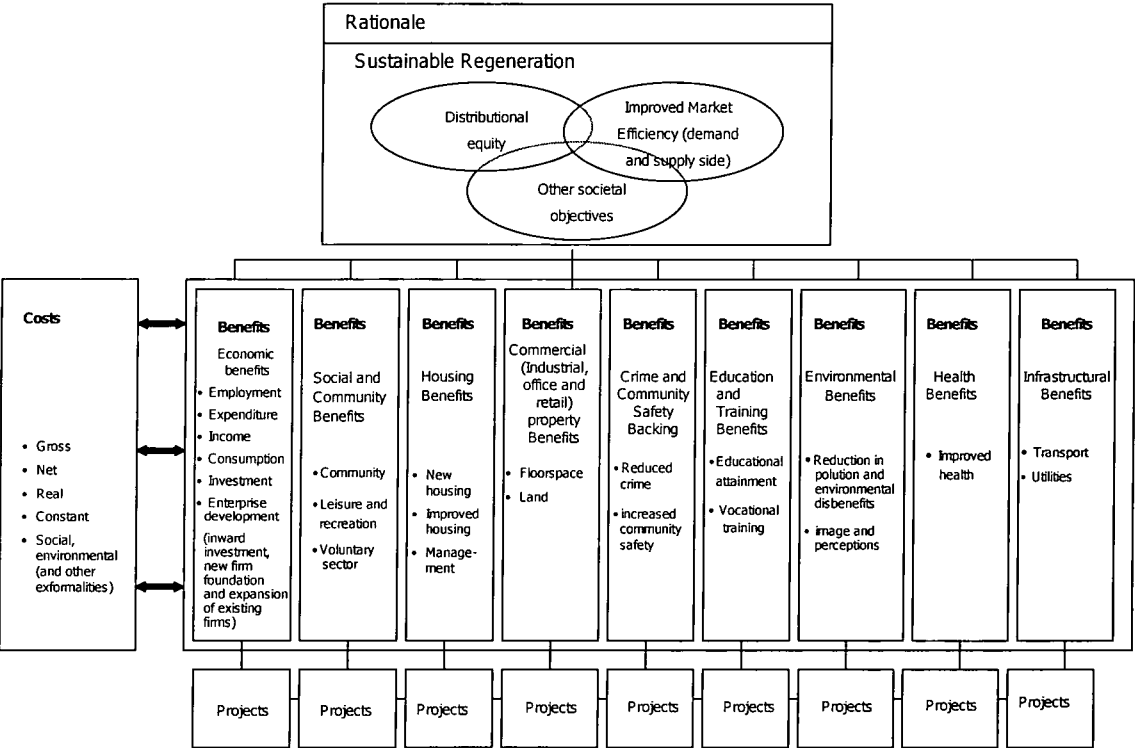 Rationale
Sustainable Regeneration
Distributional
equity
Improved Market
Efficiency (demand
and supply side)
Other societal
objectives
Costs
• Gross
• Net
• Real
• Constant
• Social,
environmental
(and other
exformalities)
Benefits
Economic
benefits
• Employment
• Expenditure
• Income
• Consumption
• Investment
• Enterprise
development
(inward
investment,
new firm
foundation
and expansion
of existing
firms)
Benefits
Social and
Community
Benefits
• Community
• Leisure and
recreation
• Voluntary
sector
Benefits
Housing
Benefits
• New
housing
• Improved
housing
• Manage-
ment
Benefits
Commercial
(Industrial,
office and
retail)
property
Benefits
• Floorspace
• Land
Benefits
Crime and
Community
Safety
Backing
• Reduced
crime
• increased
community
safety
Benefits
Education
and
Training
Benefits
• Educational
attainment
• Vocational
training
Benefits
Environmental
Benefits
• Reduction in
polution and
environmental
disbenefits
• image and
perceptions
Benefits
Health
Benefits
• Improved
health
Benefits
Infrastructural
Benefits
• Transport
• Utilities
Projects
Projects
Projects
Projects
Projects
Projects
Projects
Projects
Projects